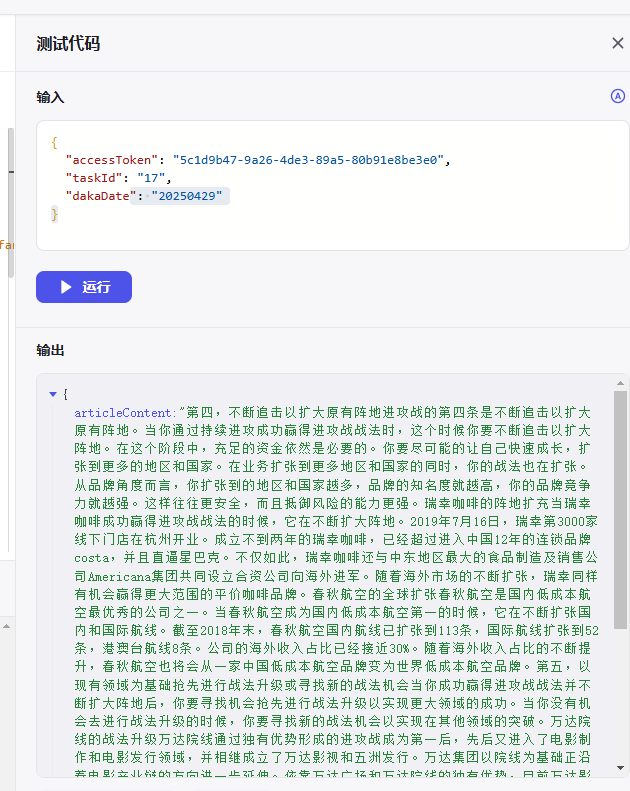 测试代码
输入
{
"accessToken": "5c1d9b47-9a26-4de3-89a5-80b91e8be3e0",
"taskId": "17",
"dakaDate": "20250429"
}
运行
输出
{
articleContent:"第四，不断追击以扩大原有阵地进攻战的第四条是不断追击以扩大
原有阵地。当你通过持续进攻成功赢得进攻战战法时，这个时候你要不断追击以扩大
阵地。在这个阶段中，充足的资金依然是必要的。你要尽可能的让自己快速成长，扩
张到更多的地区和国家。在业务扩张到更多地区和国家的同时，你的战法也在扩张。
从品牌角度而言，你扩张到的地区和国家越多，品牌的知名度就越高，你的品牌竞争
力就越强。这样往往更安全，而且抵御风险的能力更强。瑞幸咖啡的阵地扩充当瑞幸
咖啡成功赢得进攻战战法的时候，它在不断扩大阵地。2019年7月16日，瑞幸第3000家
线下门店在杭州开业。成立不到两年的瑞幸咖啡，已经超过进入中国12年的连锁品牌
costa，并且直逼星巴克。不仅如此，瑞幸咖啡还与中东地区最大的食品制造及销售公
司Americana集团共同设立合资公司向海外进军。随着海外市场的不断扩张，瑞幸同样
有机会赢得更大范围的平价咖啡品牌。春秋航空的全球扩张春秋航空是国内低成本航
空最优秀的公司之一。当春秋航空成为国内低成本航空第一的时候，它在不断扩张国
内和国际航线。截至2018年末，春秋航空国内航线已扩张到113条，国际航线扩张到52
条，港澳台航线8条。公司的海外收入占比已经接近30%。随着海外收入占比的不断提
升，春秋航空也将会从一家中国低成本航空品牌变为世界低成本航空品牌。第五，以
现有领域为基础抢先进行战法升级或寻找新的战法机会当你成功赢得进攻战战法并不
断扩大阵地后，你要寻找机会抢先进行战法升级以实现更大领域的成功。当你没有机
会去进行战法升级的时候，你要寻找新的战法机会以实现在其他领域的突破。万达院
线的战法升级万达院线通过独有优势形成的进攻战成为第一后，先后又进入了电影制
作和电影发行领域，并相继成立了万达影视和五洲发行。万达集团以院线为基础正沿
着电影产业链的方向进一步延伸。依靠万达广场和万达院线的独有优势，目前万达影